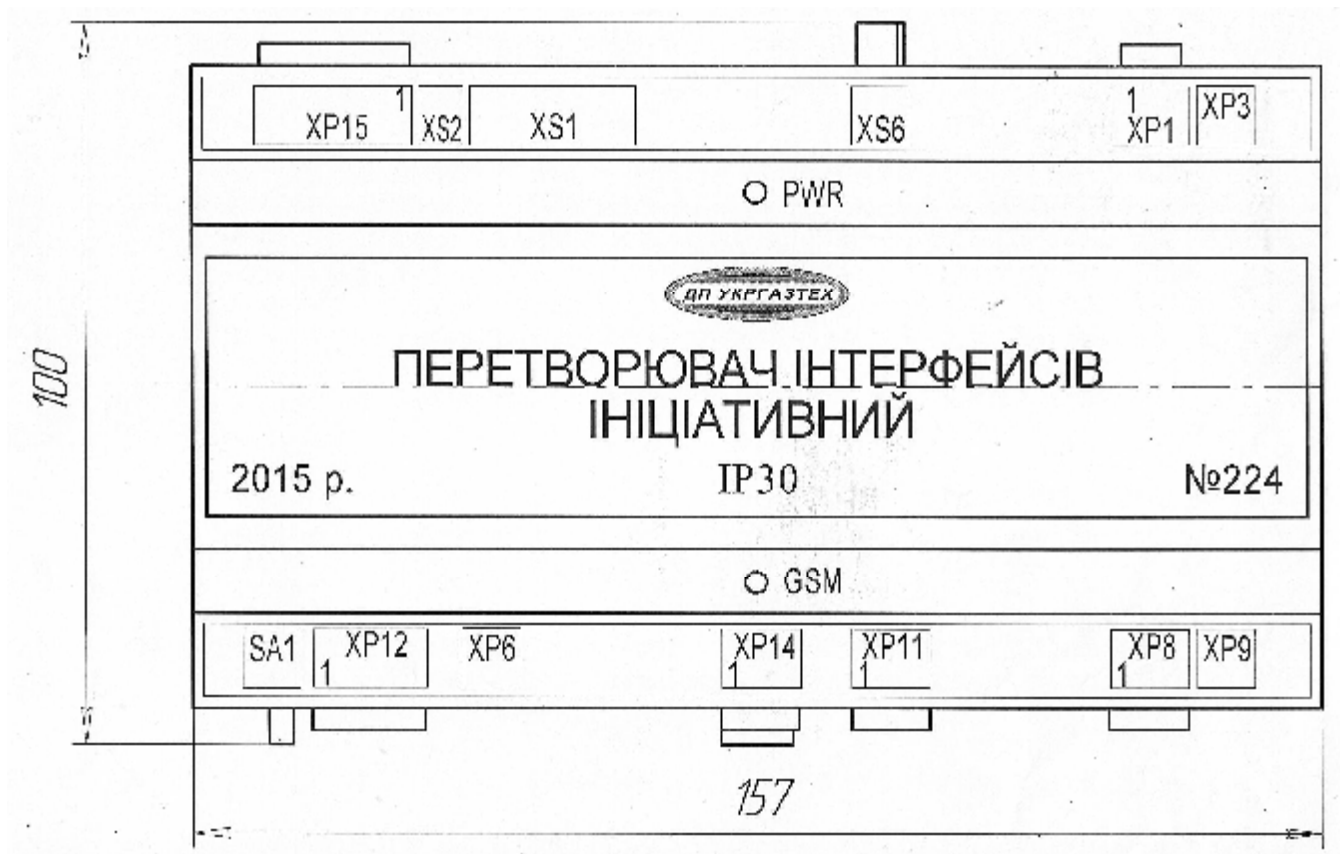 1
XP15 XS2 XS1 XS6 1 XP1 XP3
PWR
ДП УКРГАЗТЕХ
ПЕРЕТВОРЮВАЧ ІНТЕРФЕЙСІВ
ІНІЦІАТИВНИЙ
2015 р. IP30 №224
100
GSM
SA1 XP12 XP6 XP14 XP11 XP8 XP9
1 1 1 1
157